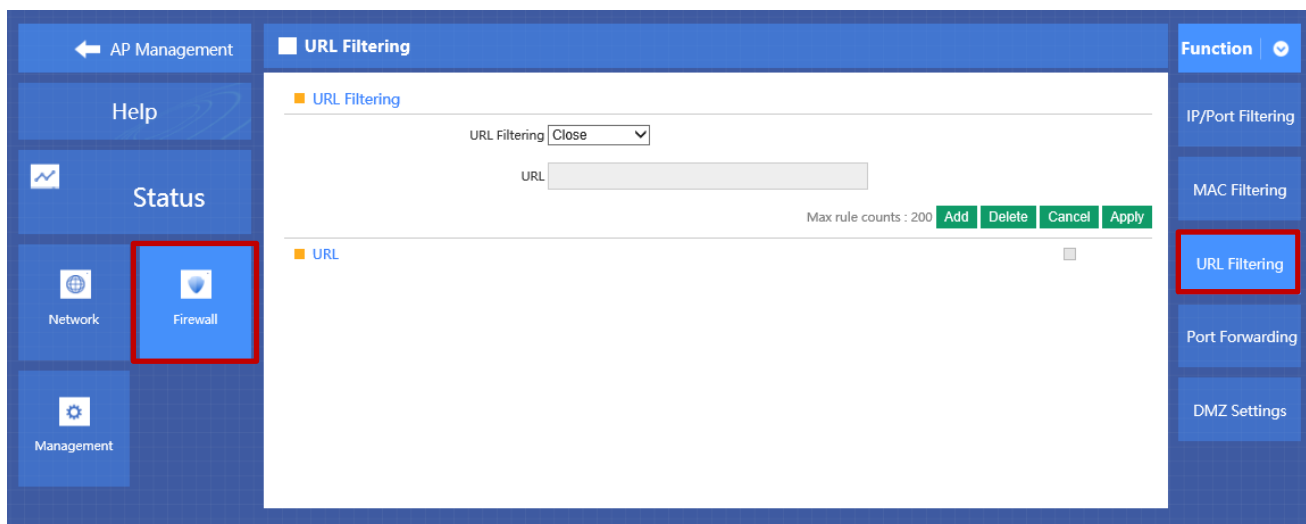 AP Management
Help
Status
Network
Firewall
Management
URL Filtering
URL Filtering
URL Filtering Close
URL
Max rule counts : 200 Add Delete Cancel Apply
URL
Function
IP/Port Filtering
MAC Filtering
URL Filtering
Port Forwarding
DMZ Settings